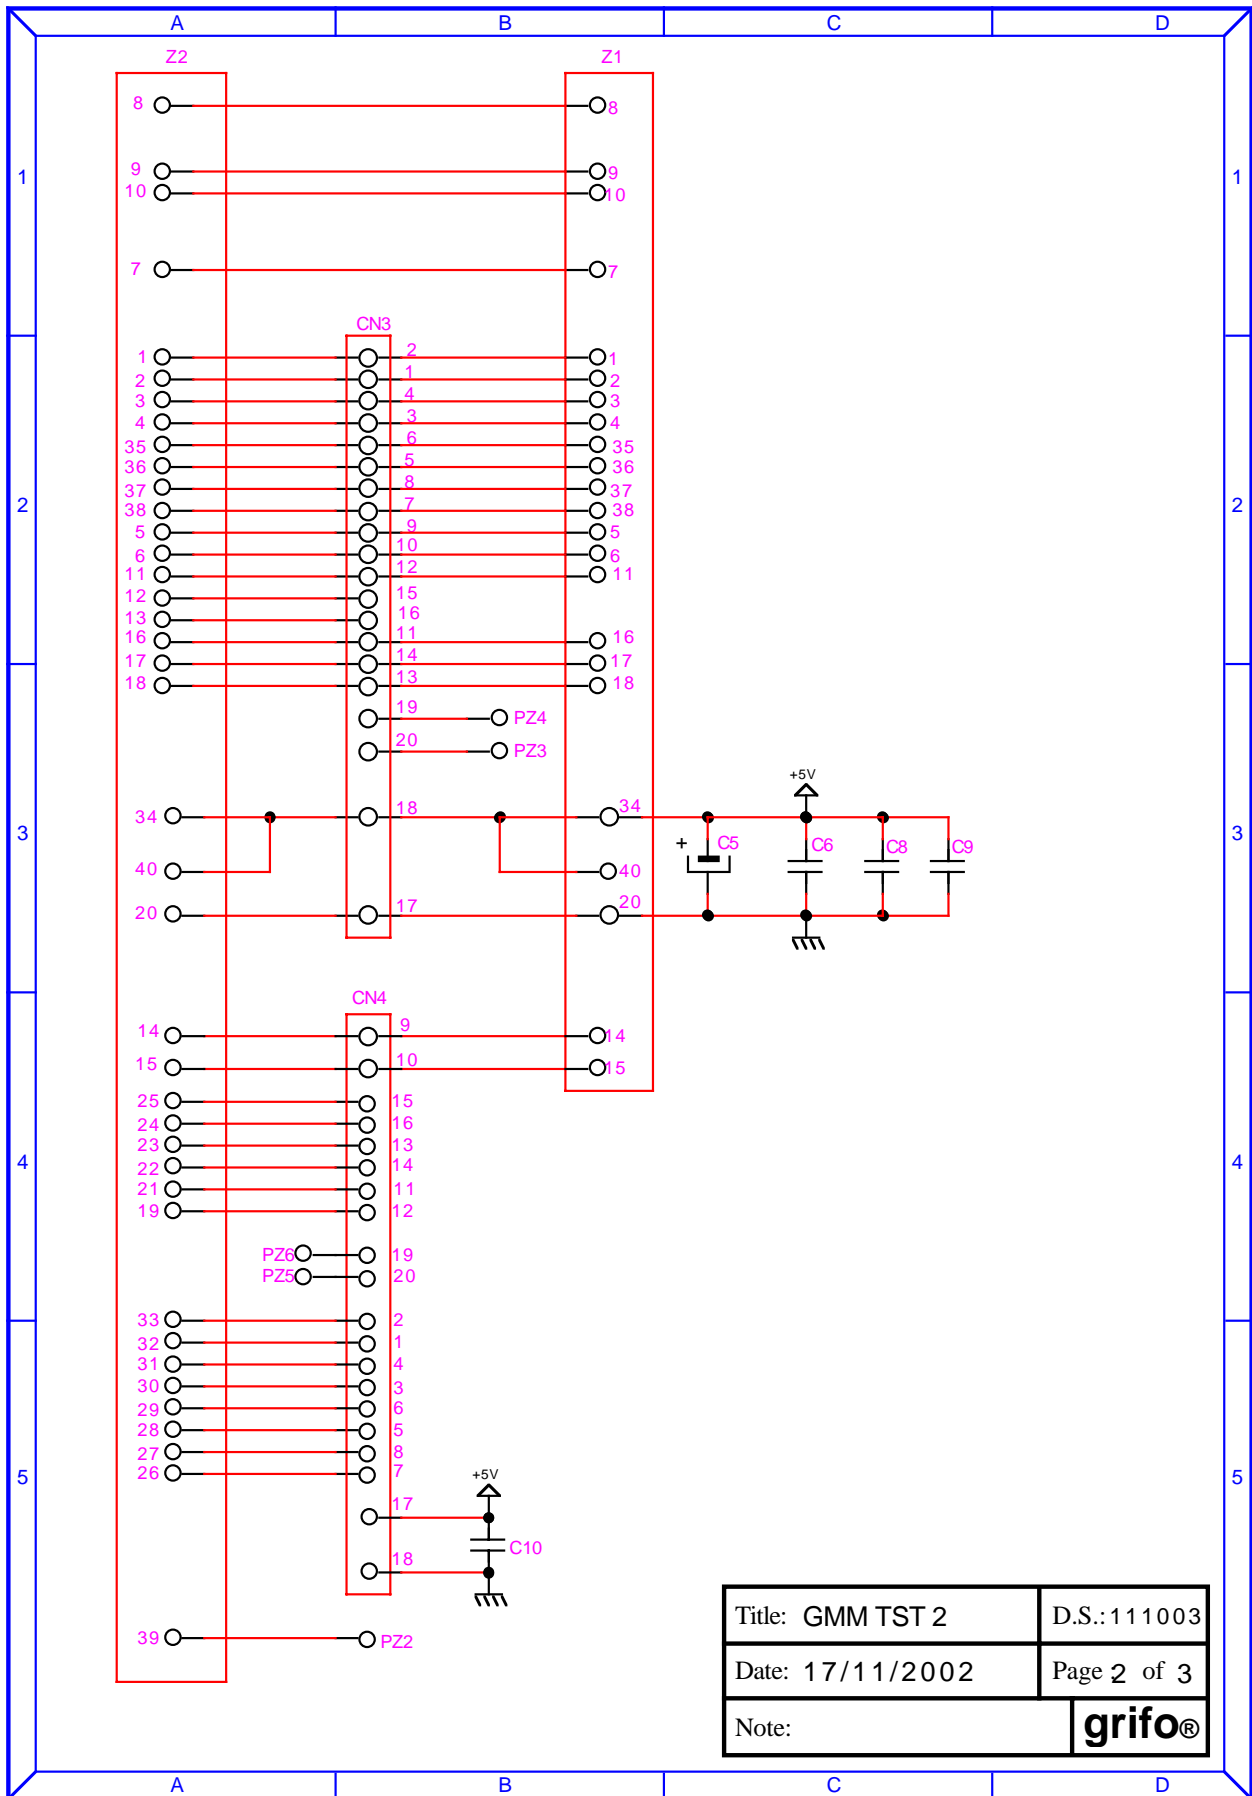 A B C D
Z2 Z1
8 8
1 1
9 9
10 10
7 7
CN3
1 2 1
2 1 2
3 4 3
4 3 4
35 6 35
36 5 36
37 8 37
2 2
38 7 38
5 9 5
6 10 6
11 12 11
12 15
13 16
16 11 16
17 14 17
18 13 18
19 PZ4
20 PZ3
+5V
34 18 34
3 3
+ C5 C6 C8 C9
40 40
20 17 20
CN4
14 9 14
15 10 15
25 15
24 16
23 13
4 4
22 14
21 11
19 12
PZ6 19
PZ5 20
33 2
32 1
31 4
30 3
29 6
28 5
27 8
26 7
5 5
+5V
17
C10
18
39 PZ2
Title: GMM TST 2 D.S.: 111003
Date: 17/11/2002 Page 2 of 3
Note: grifo®
A B C D